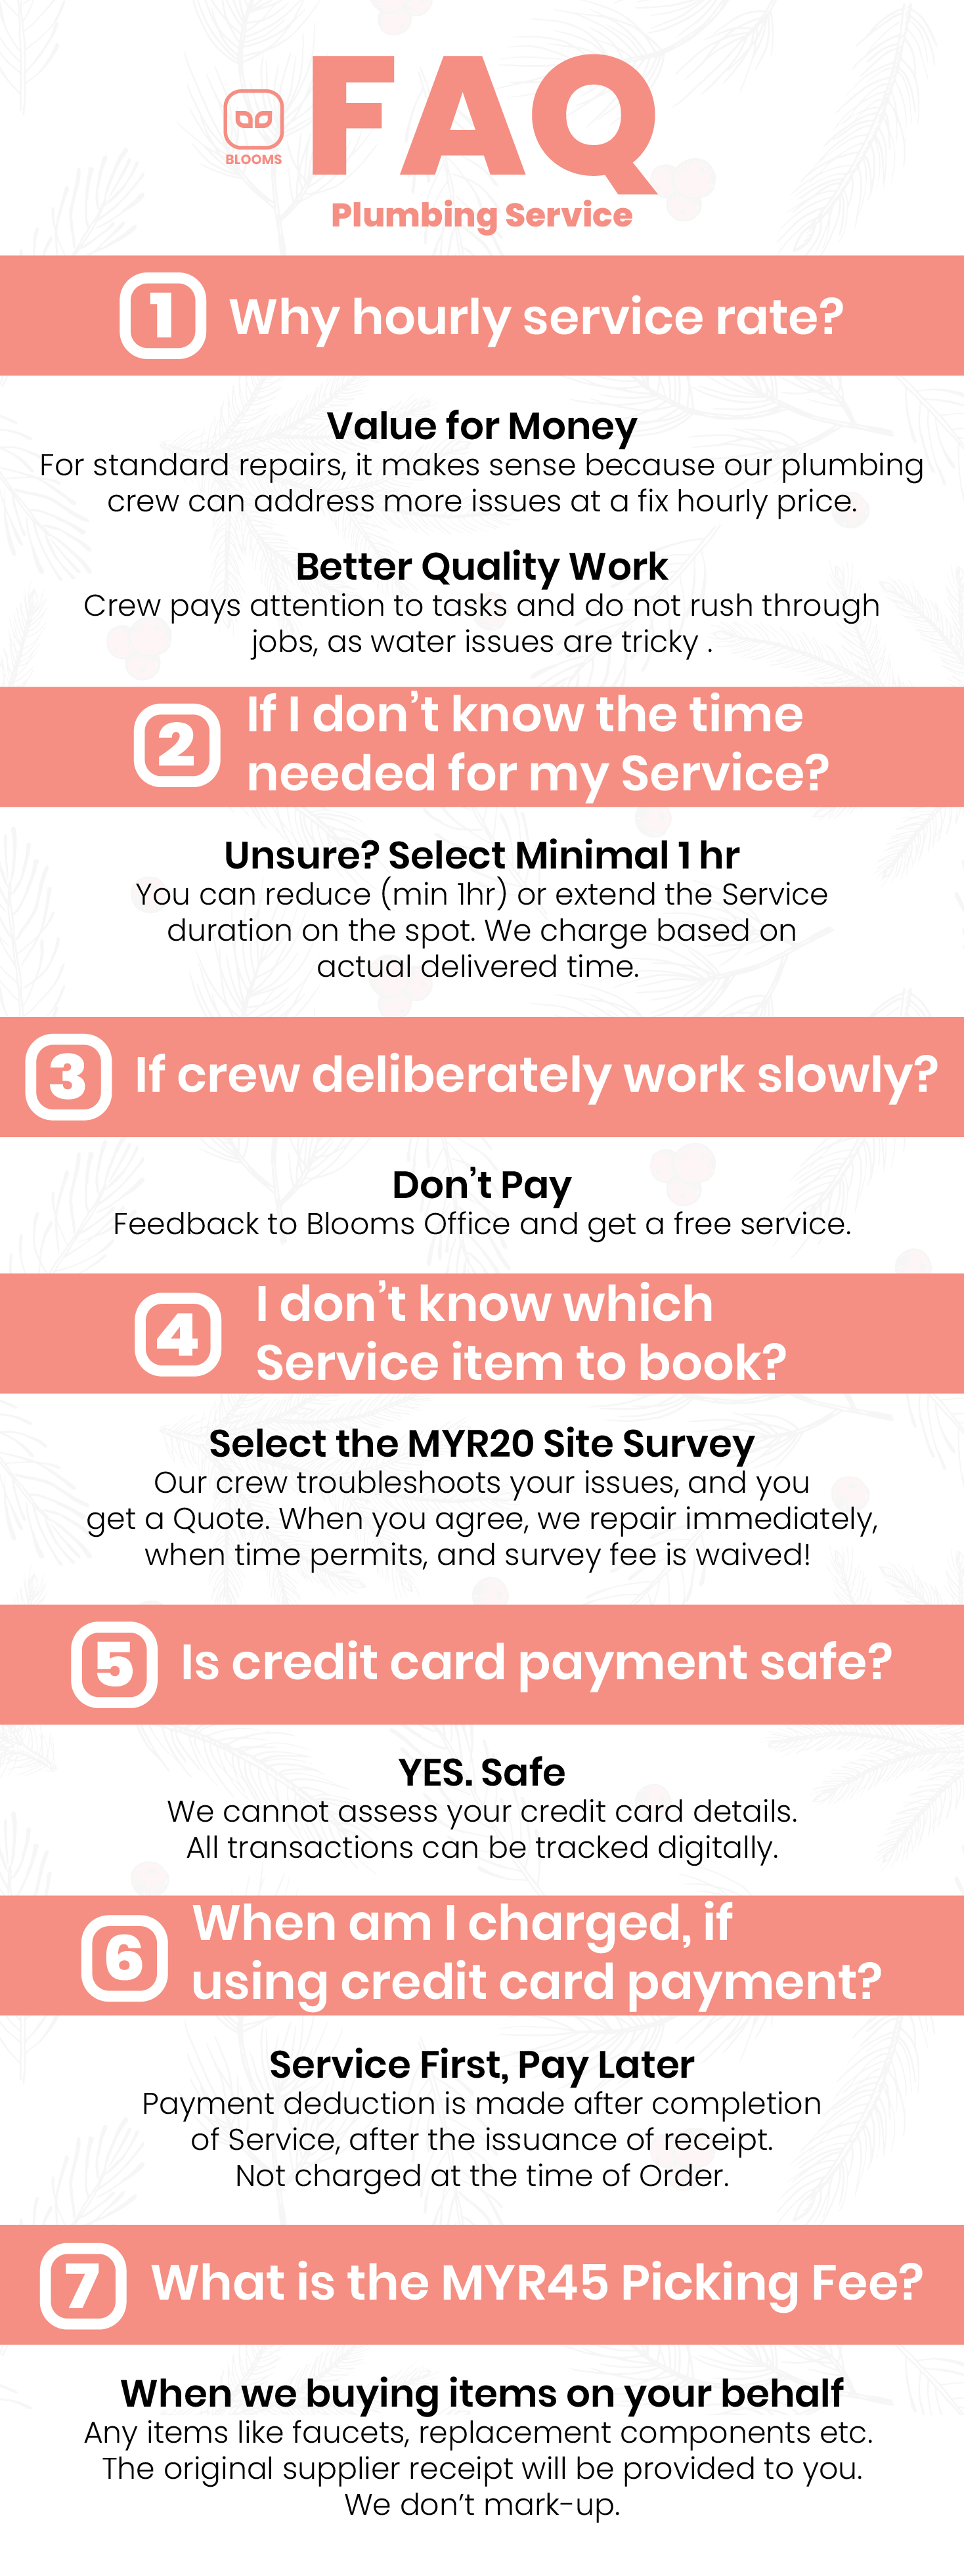 BLOOMS
FAQ
Plumbing Service
1
Why hourly service rate?
Value for Money
For standard repairs, it makes sense because our plumbing
crew can address more issues at a fix hourly price.
Better Quality Work
Crew pays attention to tasks and do not rush through
jobs, as water issues are tricky .
2
If I don’t know the time
needed for my Service?
Unsure? Select Minimal 1 hr
You can reduce (min 1hr) or extend the Service
duration on the spot. We charge based on
actual delivered time.
3
If crew deliberately work slowly?
Don’t Pay
Feedback to Blooms Office and get a free service.
4
I don’t know which
Service item to book?
Select the MYR20 Site Survey
Our crew troubleshoots your issues, and you
get a Quote. When you agree, we repair immediately,
when time permits, and survey fee is waived!
5
Is credit card payment safe?
YES. Safe
We cannot assess your credit card details.
All transactions can be tracked digitally.
6
When am I charged, if
using credit card payment?
Service First, Pay Later
Payment deduction is made after completion
of Service, after the issuance of receipt.
Not charged at the time of Order.
7
What is the MYR45 Picking Fee?
When we buying items on your behalf
Any items like faucets, replacement components etc.
The original supplier receipt will be provided to you.
We don’t mark-up.